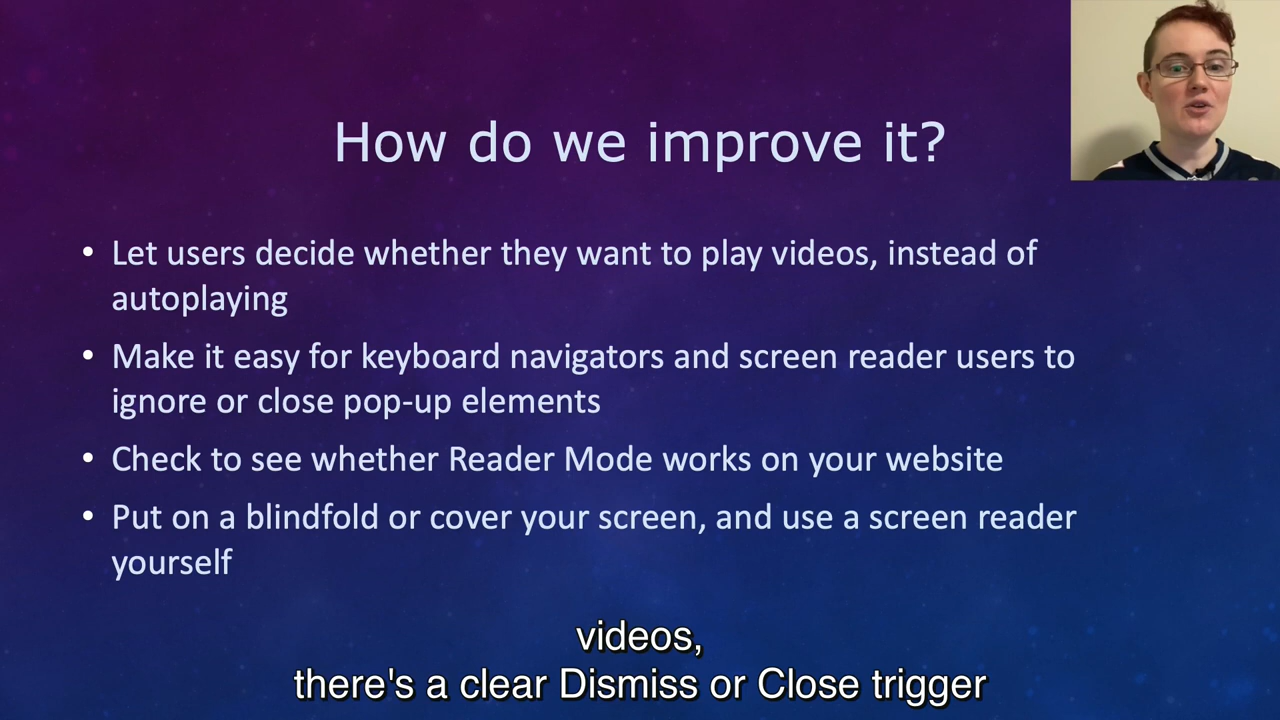 How do we improve it?
• Let users decide whether they want to play videos, instead of
autoplaying
• Make it easy for keyboard navigators and screen reader users to
ignore or close pop-up elements
• Check to see whether Reader Mode works on your website
• Put on a blindfold or cover your screen, and use a screen reader
yourself
videos,
there's a clear Dismiss or Close trigger